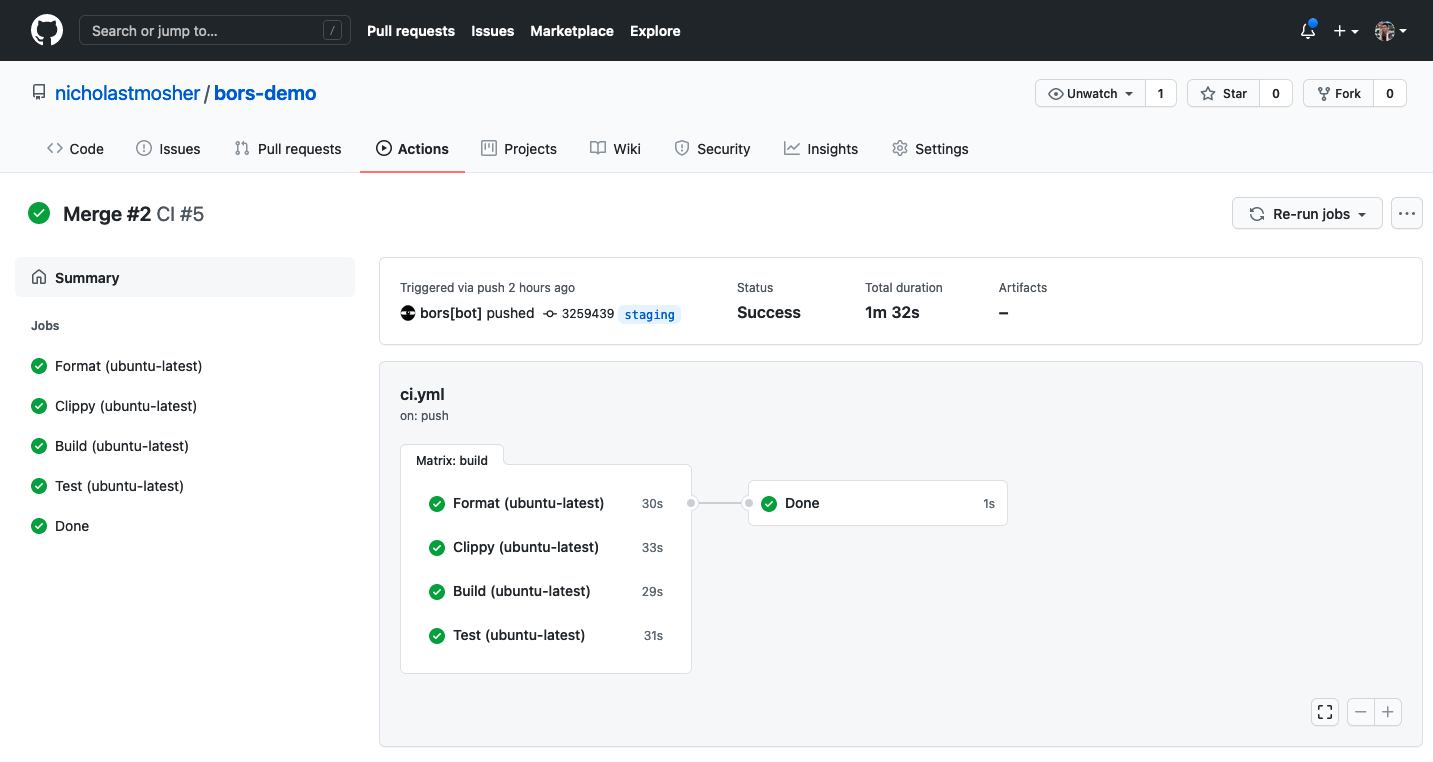 Search or jump to... / Pull requests Issues Marketplace Explore
nicholastmosher / bors-demo Unwatch 1 Star 0 Fork 0
Code Issues Pull requests Actions Projects Wiki Security Insights Settings
Merge #2 CI #5 Re-run jobs
Summary
Jobs
Format (ubuntu-latest)
Clippy (ubuntu-latest)
Build (ubuntu-latest)
Test (ubuntu-latest)
Done
Triggered via push 2 hours ago Status Total duration Artifacts
bors[bot] pushed 3259439 staging Success 1m 32s –
ci.yml
on: push
Matrix: build
Format (ubuntu-latest) 30s Done 1s
Clippy (ubuntu-latest) 33s
Build (ubuntu-latest) 29s
Test (ubuntu-latest) 31s